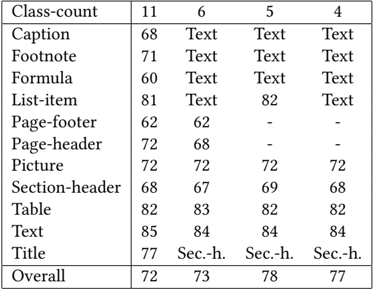 Class-count 11 6 5 4
Caption 68 Text Text Text
Footnote 71 Text Text Text
Formula 60 Text Text Text
List-item 81 Text 82 Text
Page-footer 62 62 - -
Page-header 72 68 - -
Picture 72 72 72 72
Section-header 68 67 69 68
Table 82 83 82 82
Text 85 84 84 84
Title 77 Sec.-h. Sec.-h. Sec.-h.
Overall 72 73 78 77